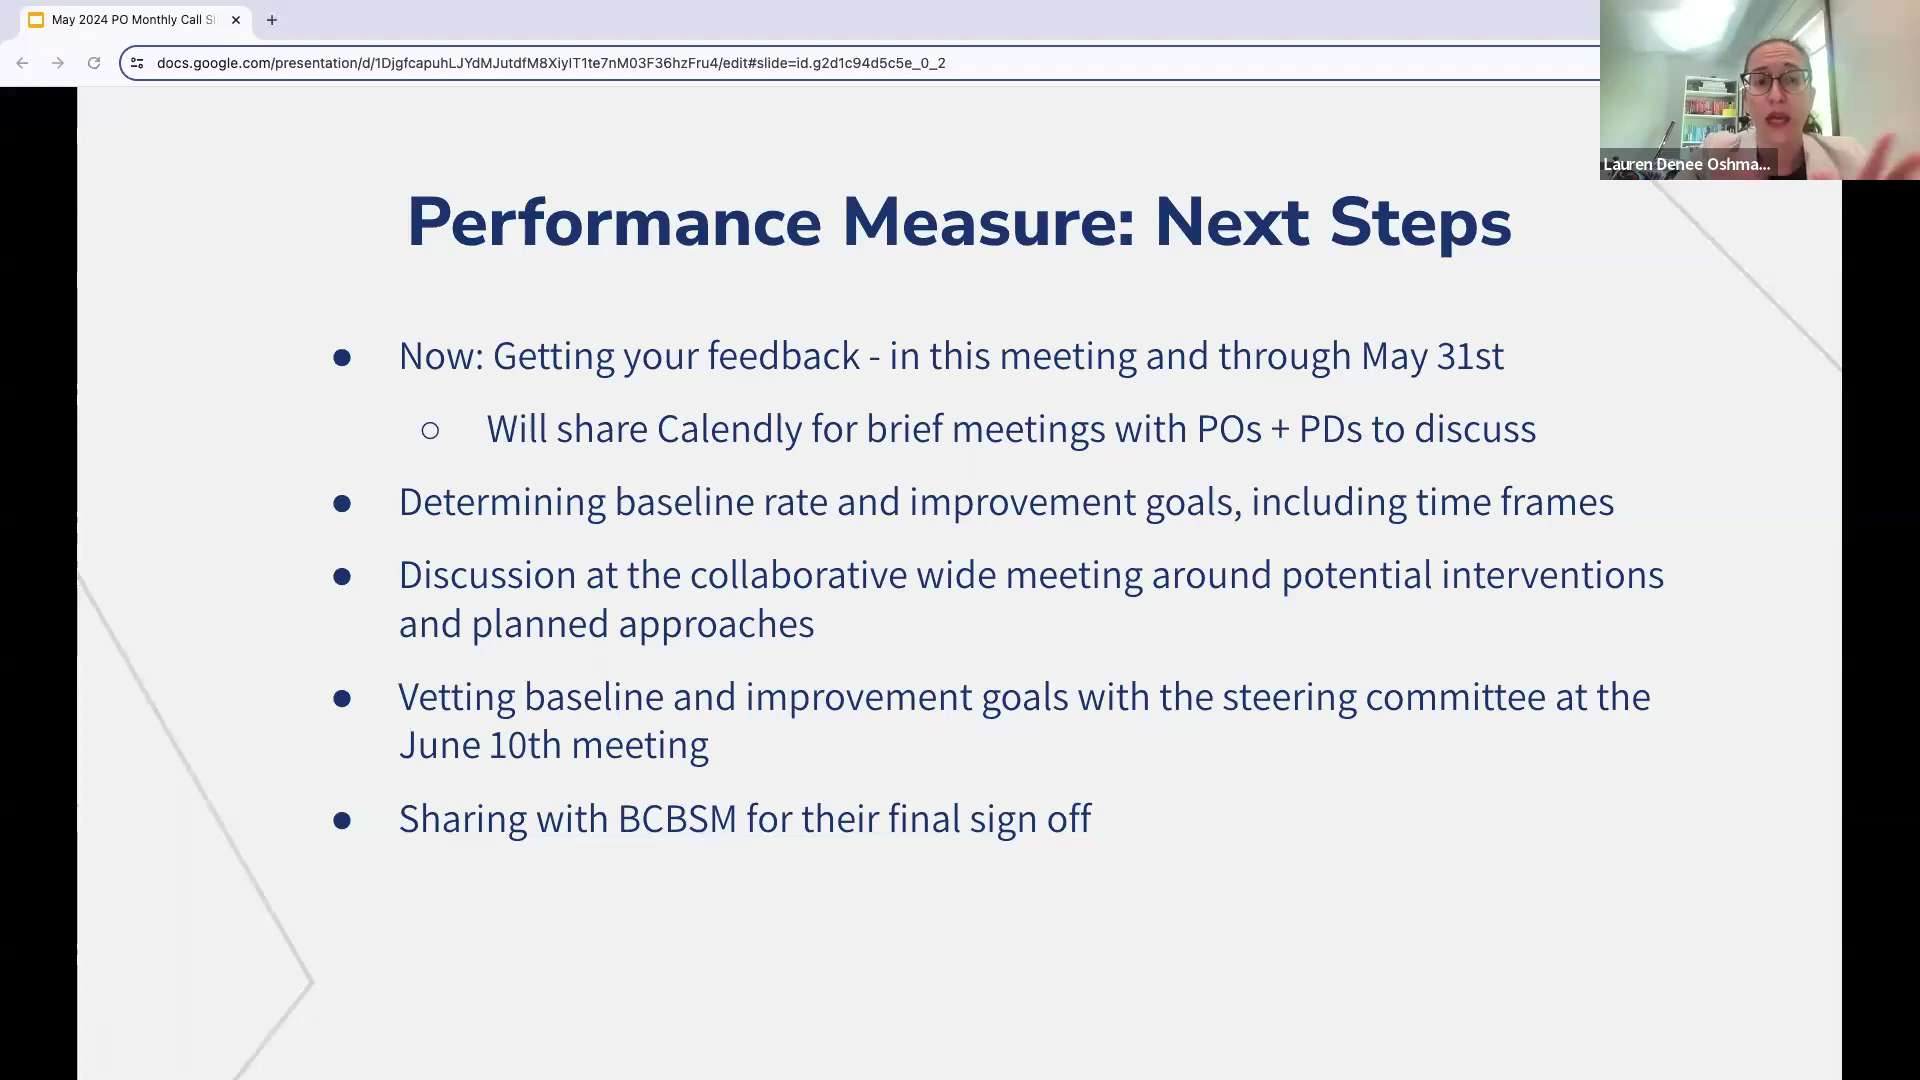 May 2024 PO Monthly Call Sl
docs.google.com/presentation/d/1DjgfcapuhLJYdMJutdfM8XiylT1te7nM03F36hzFru4/edit#slide=id.g2d1c94d5c5e_0_2
Lauren Denee Oshma...
Performance Measure: Next Steps
● Now: Getting your feedback - in this meeting and through May 31st
○ Will share Calendly for brief meetings with POs + PDs to discuss
● Determining baseline rate and improvement goals, including time frames
● Discussion at the collaborative wide meeting around potential interventions
and planned approaches
● Vetting baseline and improvement goals with the steering committee at the
June 10th meeting
● Sharing with BCBSM for their final sign off